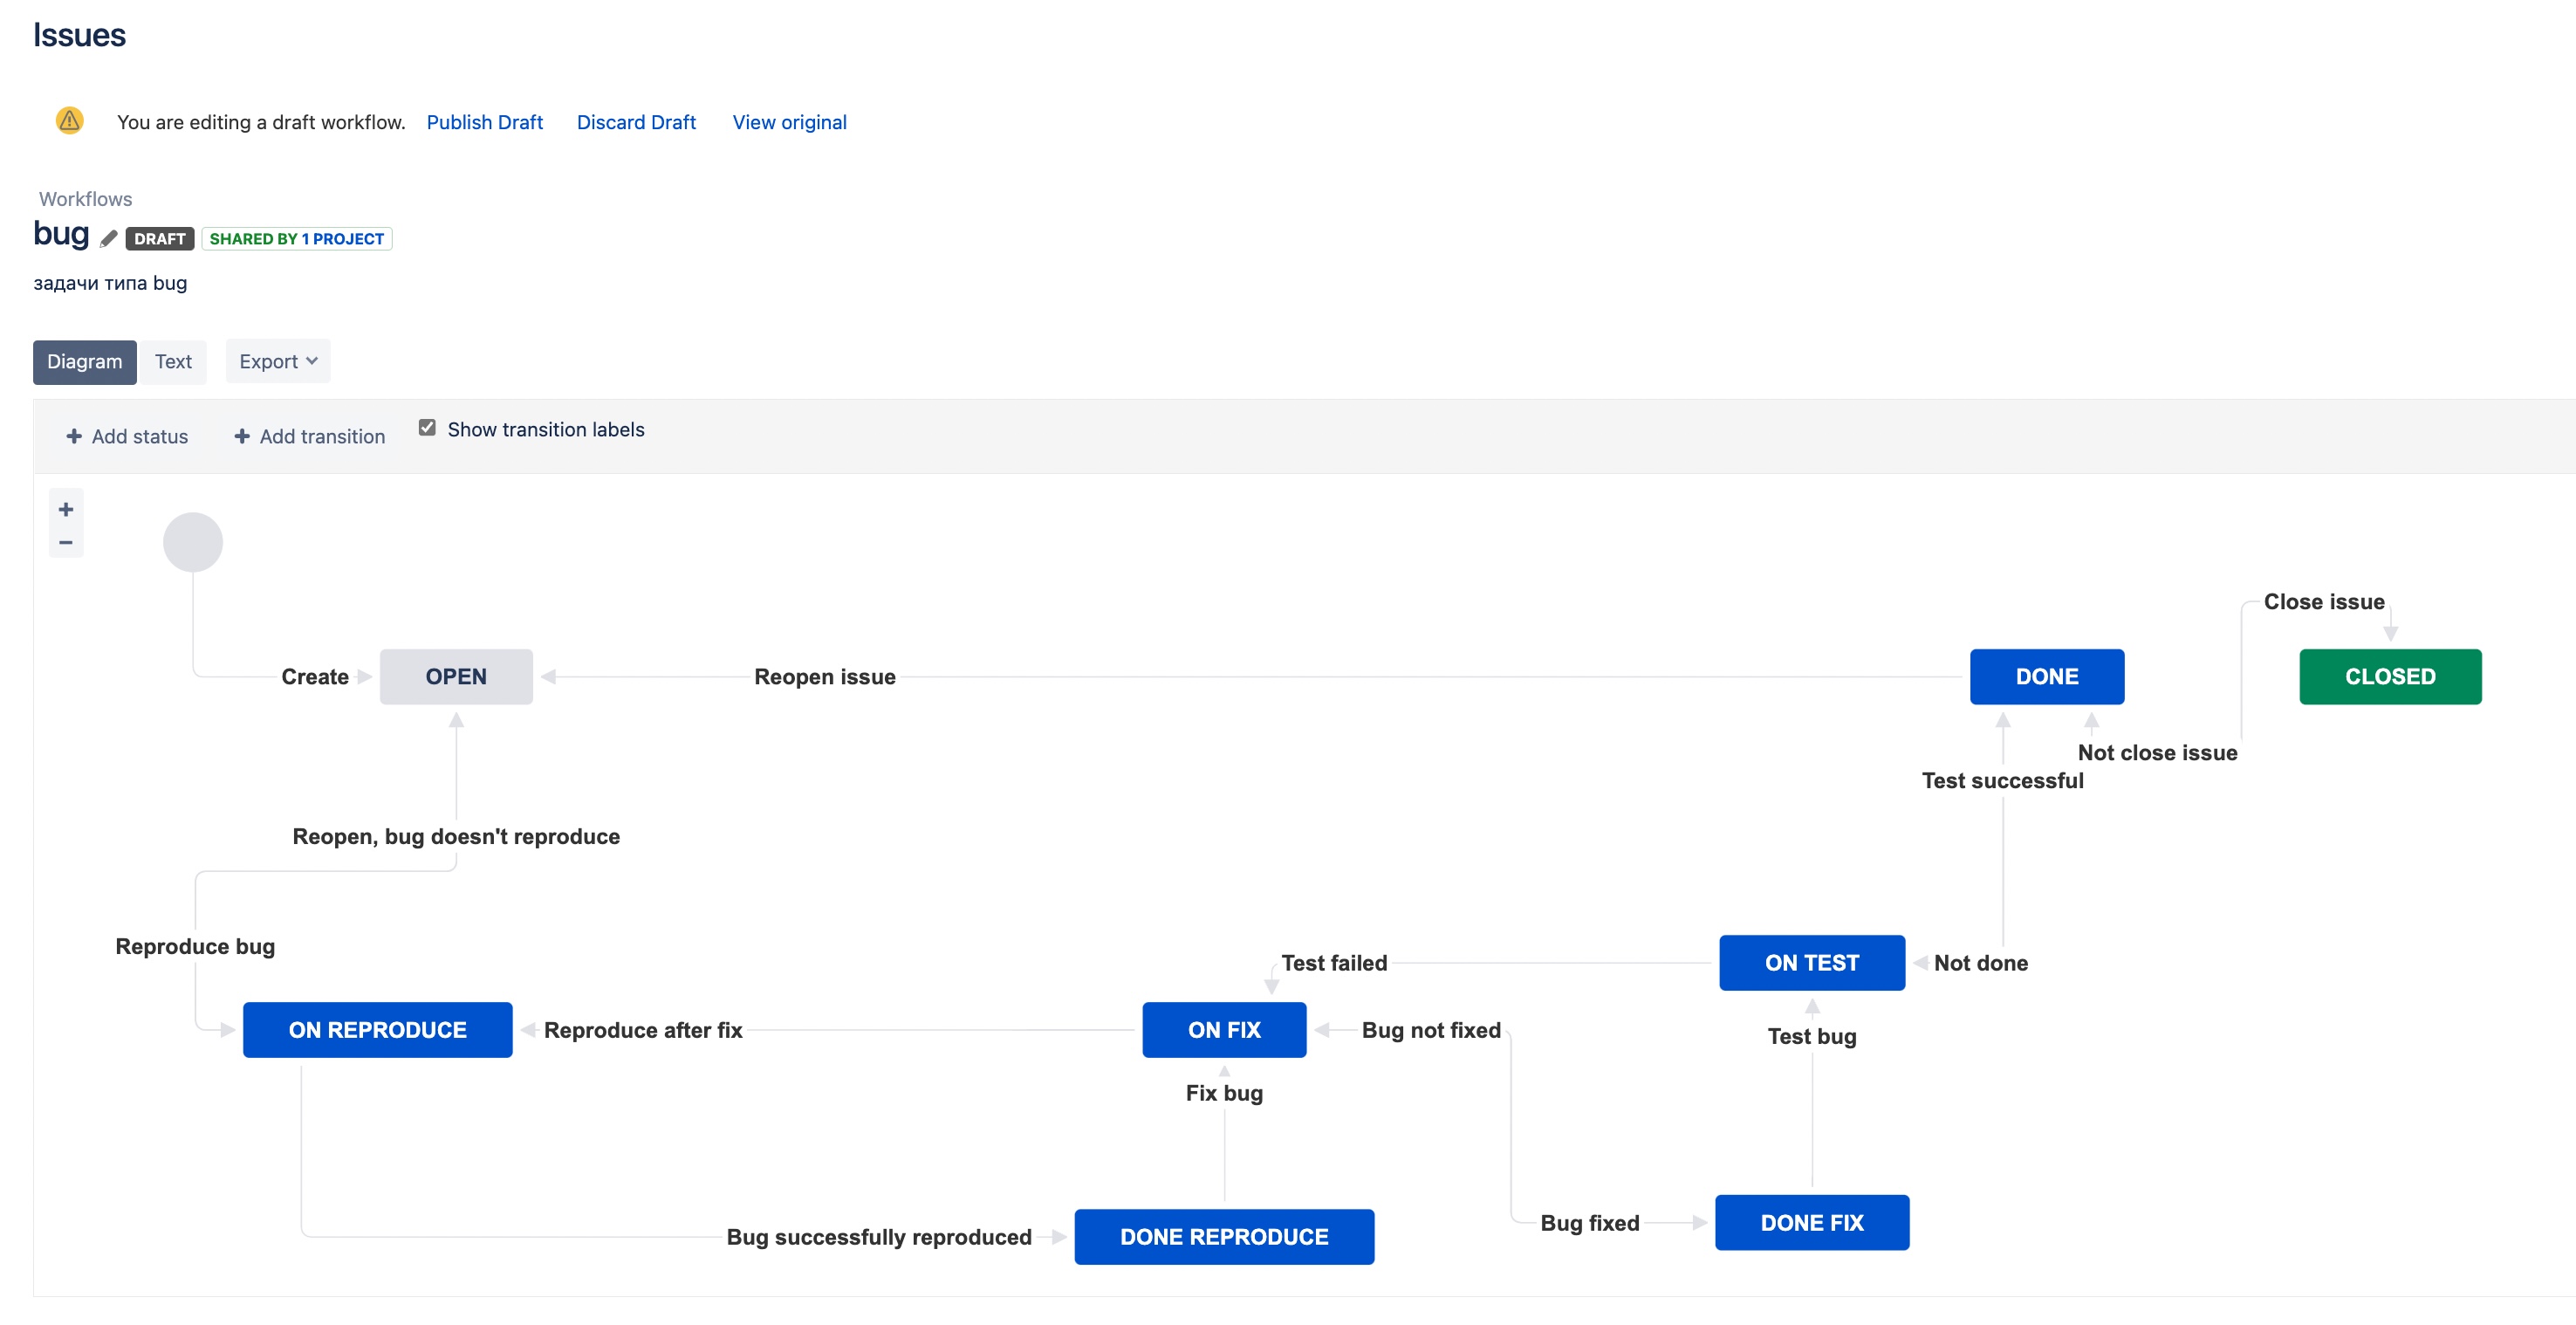 Issues
You are editing a draft workflow. Publish Draft Discard Draft View original
Workflows
bug DRAFT SHARED BY 1 PROJECT
задачи типа bug
Diagram Text Export
Add status Add transition Show transition labels
Close issue
Create OPEN Reopen issue DONE CLOSED
Not close issue
Test successful
Reopen, bug doesn't reproduce
Reproduce bug
Test failed ON TEST Not done
ON REPRODUCE Reproduce after fix ON FIX Bug not fixed
Test bug
Fix bug
Bug fixed DONE FIX
Bug successfully reproduced DONE REPRODUCE